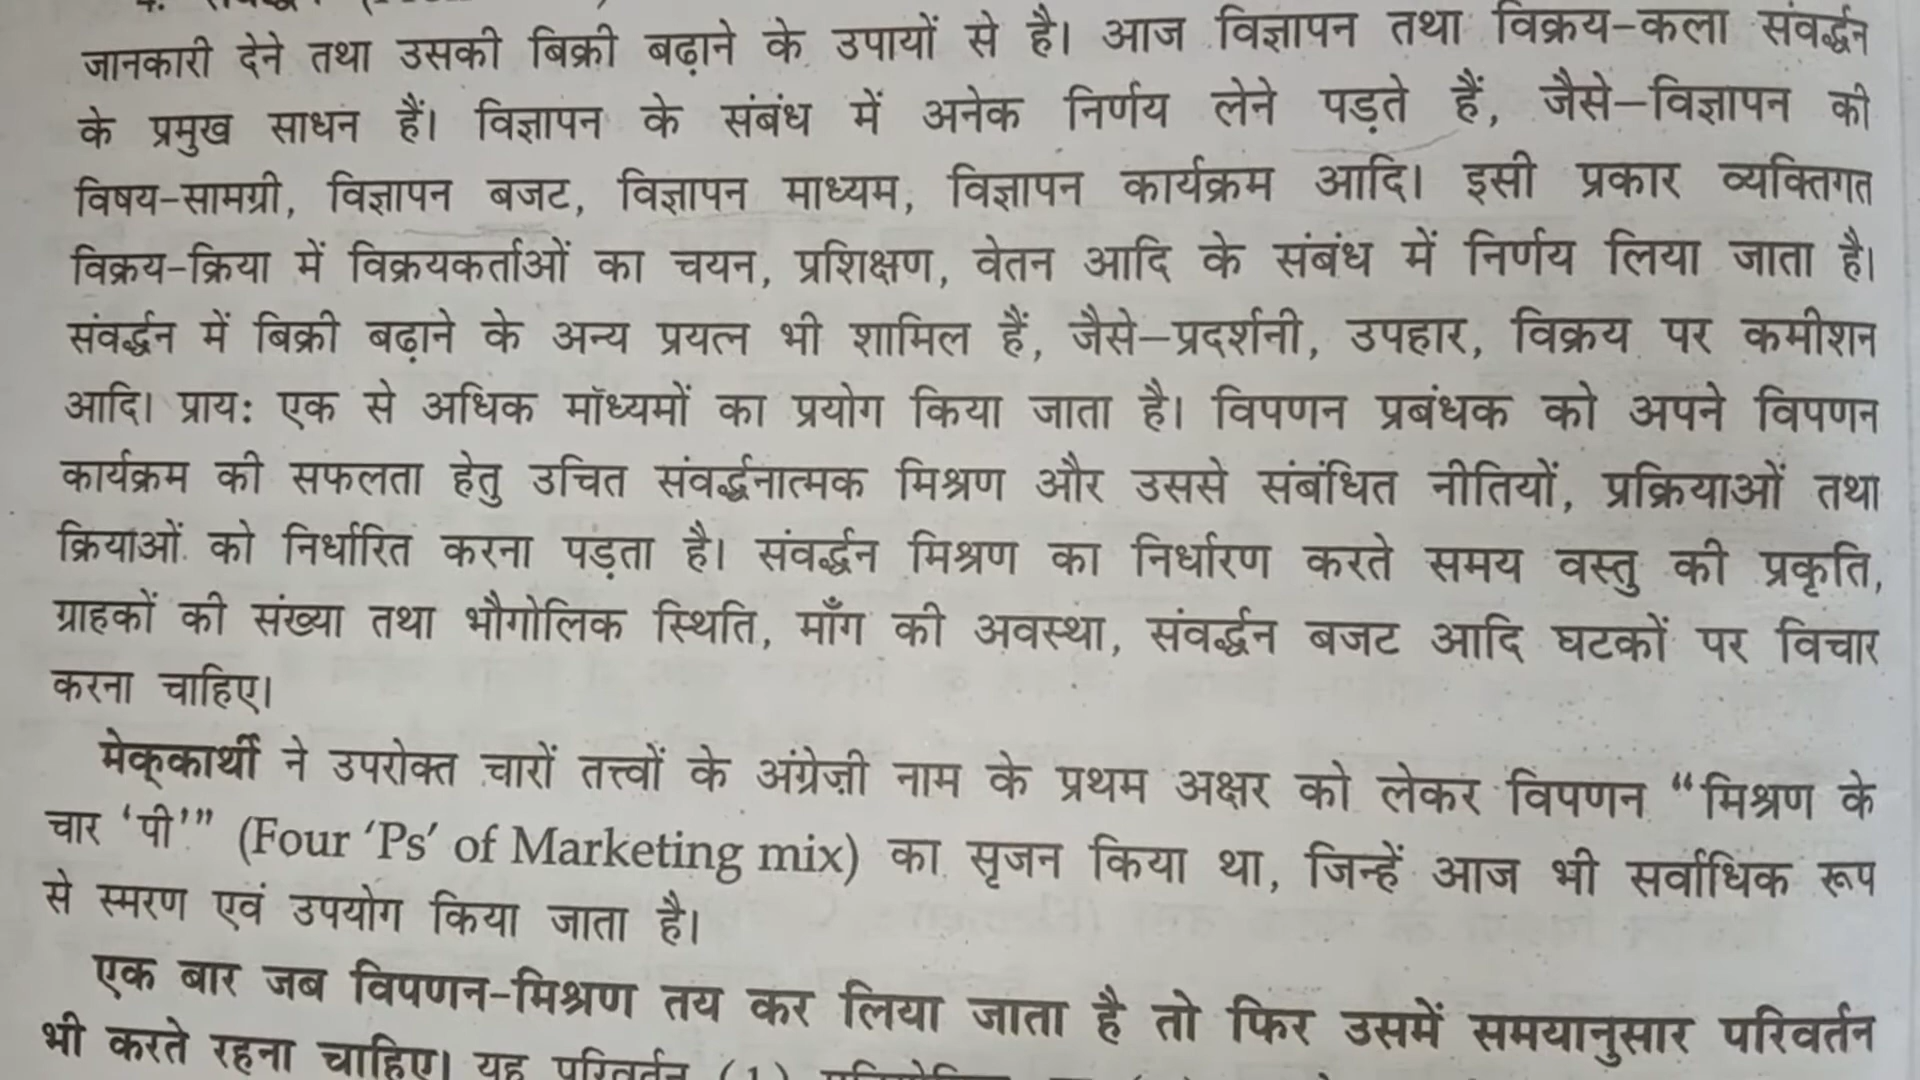 जानकारी देने तथा उसकी बिक्री बढ़ाने के उपायों से है। आज विज्ञापन तथा विक्रय-कला संवर्द्धन
के प्रमुख साधन हैं। विज्ञापन के संबंध में अनेक निर्णय लेने पड़ते हैं, जैसे–विज्ञापन की
विषय-सामग्री, विज्ञापन बजट, विज्ञापन माध्यम, विज्ञापन कार्यक्रम आदि। इसी प्रकार व्यक्तिगत
विक्रय-क्रिया में विक्रयकर्ताओं का चयन, प्रशिक्षण, वेतन आदि के संबंध में निर्णय लिया जाता है।
संवर्द्धन में बिक्री बढ़ाने के अन्य प्रयत्न भी शामिल हैं, जैसे–प्रदर्शनी, उपहार, विक्रय पर कमीशन
आदि। प्रायः एक से अधिक मॉध्यमों का प्रयोग किया जाता है। विपणन प्रबंधक को अपने विपणन
कार्यक्रम की सफलता हेतु उचित संवर्द्धनात्मक मिश्रण और उससे संबंधित नीतियों, प्रक्रियाओं तथा
क्रियाओं को निर्धारित करना पड़ता है। संवर्द्धन मिश्रण का निर्धारण करते समय वस्तु की प्रकृति,
ग्राहकों की संख्या तथा भौगोलिक स्थिति, माँग की अवस्था, संवर्द्धन बजट आदि घटकों पर विचार
करना चाहिए।
मेक्कार्थी ने उपरोक्त चारों तत्त्वों के अंग्रेज़ी नाम के प्रथम अक्षर को लेकर विपणन “मिश्रण के
चार ‘पी’” (Four ‘Ps’ of Marketing mix) का सृजन किया था, जिन्हें आज भी सर्वाधिक रूप
से स्मरण एवं उपयोग किया जाता है।
एक बार जब विपणन-मिश्रण तय कर लिया जाता है तो फिर उसमें समयानुसार परिवर्तन
भी करते रहना चाहिए। यह परिवर्तन (1)